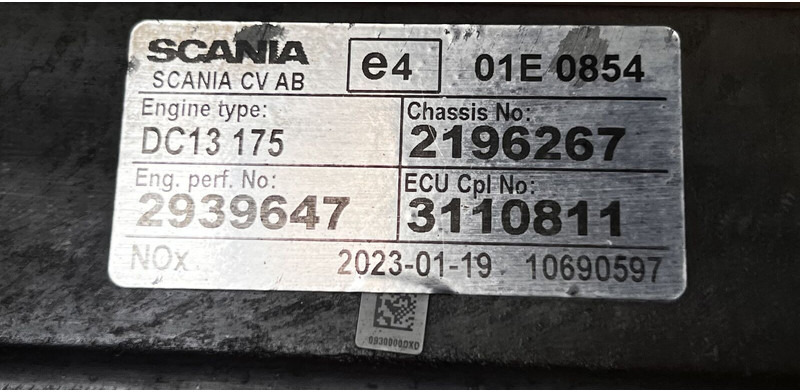 SCANIA
SCANIA CV AB
e4
01E 0854
Engine type:
DC13 175
Chassis No:
2196267
Eng. perf. No:
2939647
ECU Cpl No:
3110811
NOx
2023-01-19 10690597
0930000DXD